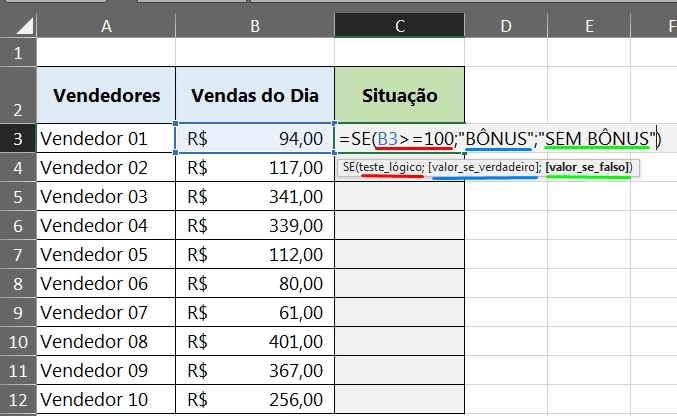 A B C D E F
1
2 Vendedores Vendas do Dia Situação
3 Vendedor 01 R$ 94,00 =SE(B3>=100;"BÔNUS";"SEM BÔNUS")
SE(teste_lógico; [valor_se_verdadeiro]; [valor_se_falso])
4 Vendedor 02 R$ 117,00
5 Vendedor 03 R$ 341,00
6 Vendedor 04 R$ 339,00
7 Vendedor 05 R$ 112,00
8 Vendedor 06 R$ 80,00
9 Vendedor 07 R$ 61,00
10 Vendedor 08 R$ 401,00
11 Vendedor 09 R$ 367,00
12 Vendedor 10 R$ 256,00